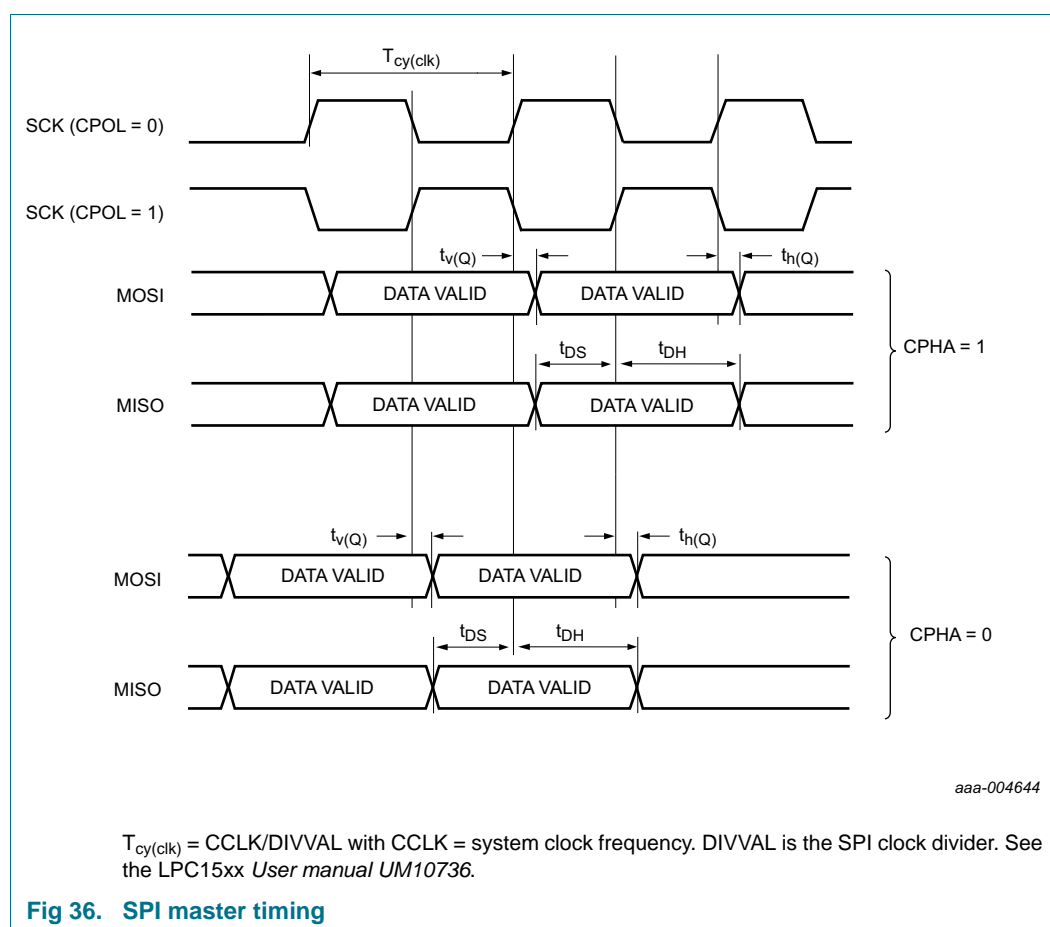 Tcy(clk)
SCK (CPOL = 0)
SCK (CPOL = 1)
tv(Q)
th(Q)
MOSI
DATA VALID
DATA VALID
CPHA = 1
tDS
tDH
MISO
DATA VALID
DATA VALID
tv(Q)
th(Q)
MOSI
DATA VALID
DATA VALID
CPHA = 0
tDS
tDH
MISO
DATA VALID
DATA VALID
aaa-004644
Tcy(clk) = CCLK/DIVVAL with CCLK = system clock frequency. DIVVAL is the SPI clock divider. See
the LPC15xx User manual UM10736.
Fig 36. SPI master timing